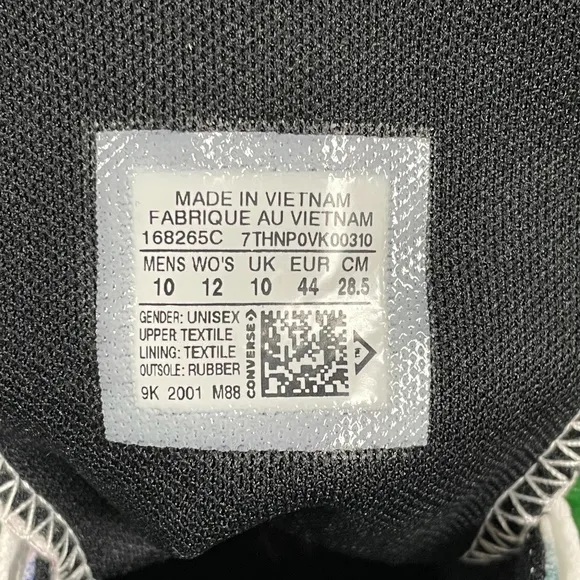 MADE IN VIETNAM
FABRIQUE AU VIETNAM
168265C 7THNP0VK00310
MENS WO'S UK EUR CM
10 12 10 44 28.5
GENDER: UNISEX
UPPER TEXTILE
LINING: TEXTILE
OUTSOLE: RUBBER
9K 2001 M88
CONVERSE
TM